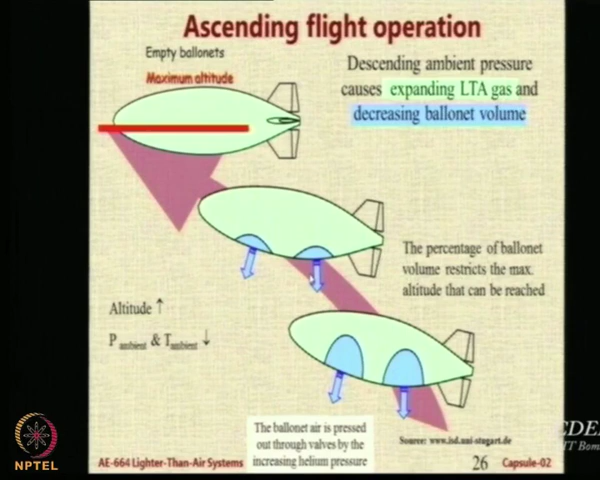 Ascending flight operation
Empty ballonets
Maximum altitude
Descending ambient pressure
causes expanding LTA gas and
decreasing ballonet volume
The percentage of ballonet
volume restricts the max.
altitude that can be reached
Altitude ↑
P ambient & T ambient ↓
The ballonet air is pressed
out through valves by the
increasing helium pressure
Source: www.isd.uni-stugart.de
NPTEL
AE-664 Lighter-Than-Air Systems
26
Capsule-02
CDE
IT Bom